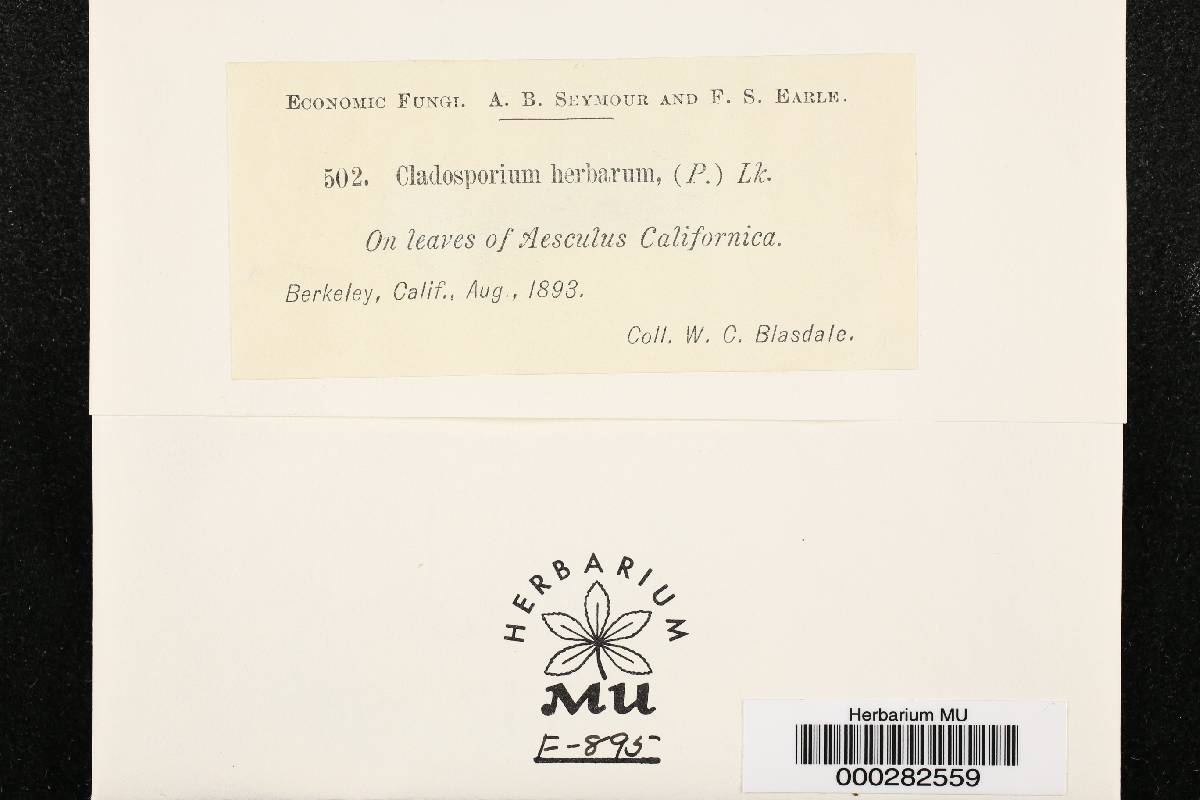 Economic Fungi. A. B. Seymour and F. S. Earle.
502. Cladosporium herbarum, (P.) Lk.
On leaves of Aesculus Californica.
Berkeley, Calif., Aug., 1893.
Coll. W. C. Blasdale.
HERBARIUM
MU
F-895
Herbarium MU
000282559